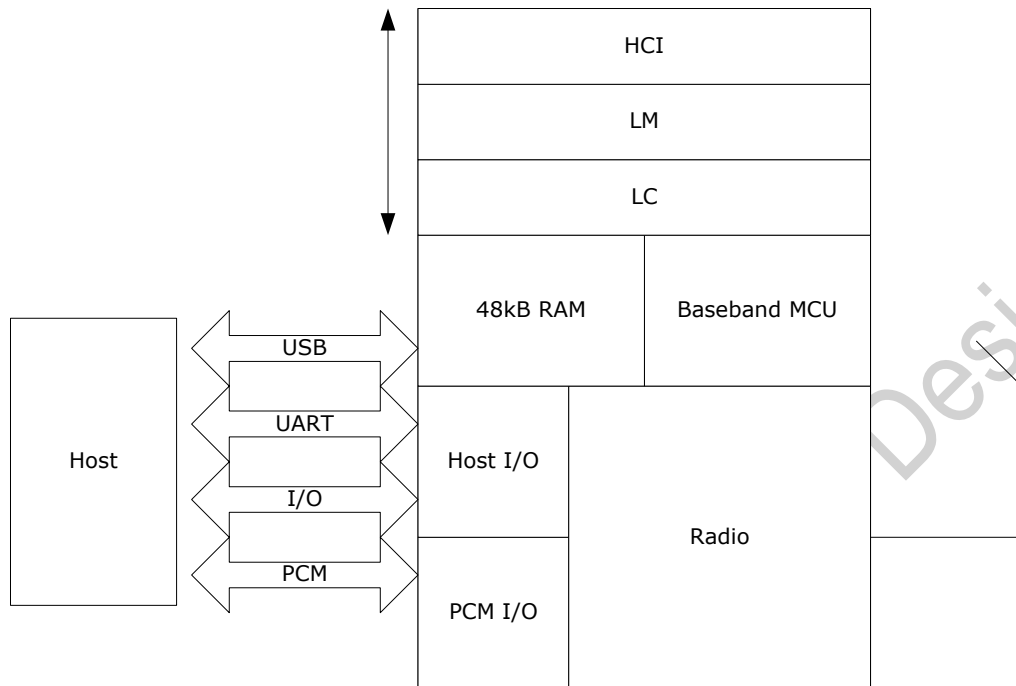 HCI
LM
LC
48kB RAM
Baseband MCU
USB
UART
Host
Host I/O
I/O
Radio
PCM
PCM I/O